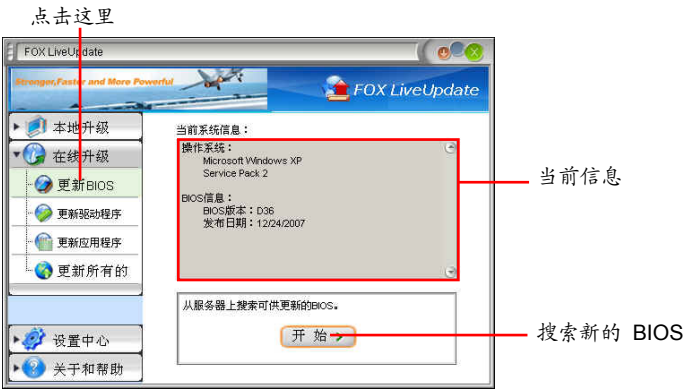 点击这里
FOX LiveUpdate
Stronger,Faster and More Powerful
FOX LiveUpdate
本地升级
在线升级
更新BIOS
更新驱动程序
更新应用程序
更新所有的
设置中心
关于和帮助
当前系统信息：
操作系统：
Microsoft Windows XP
Service Pack 2
BIOS信息：
BIOS版本：D36
发布日期：12/24/2007
当前信息
从服务器上搜索可供更新的BIOS。
开 始
搜索新的 BIOS